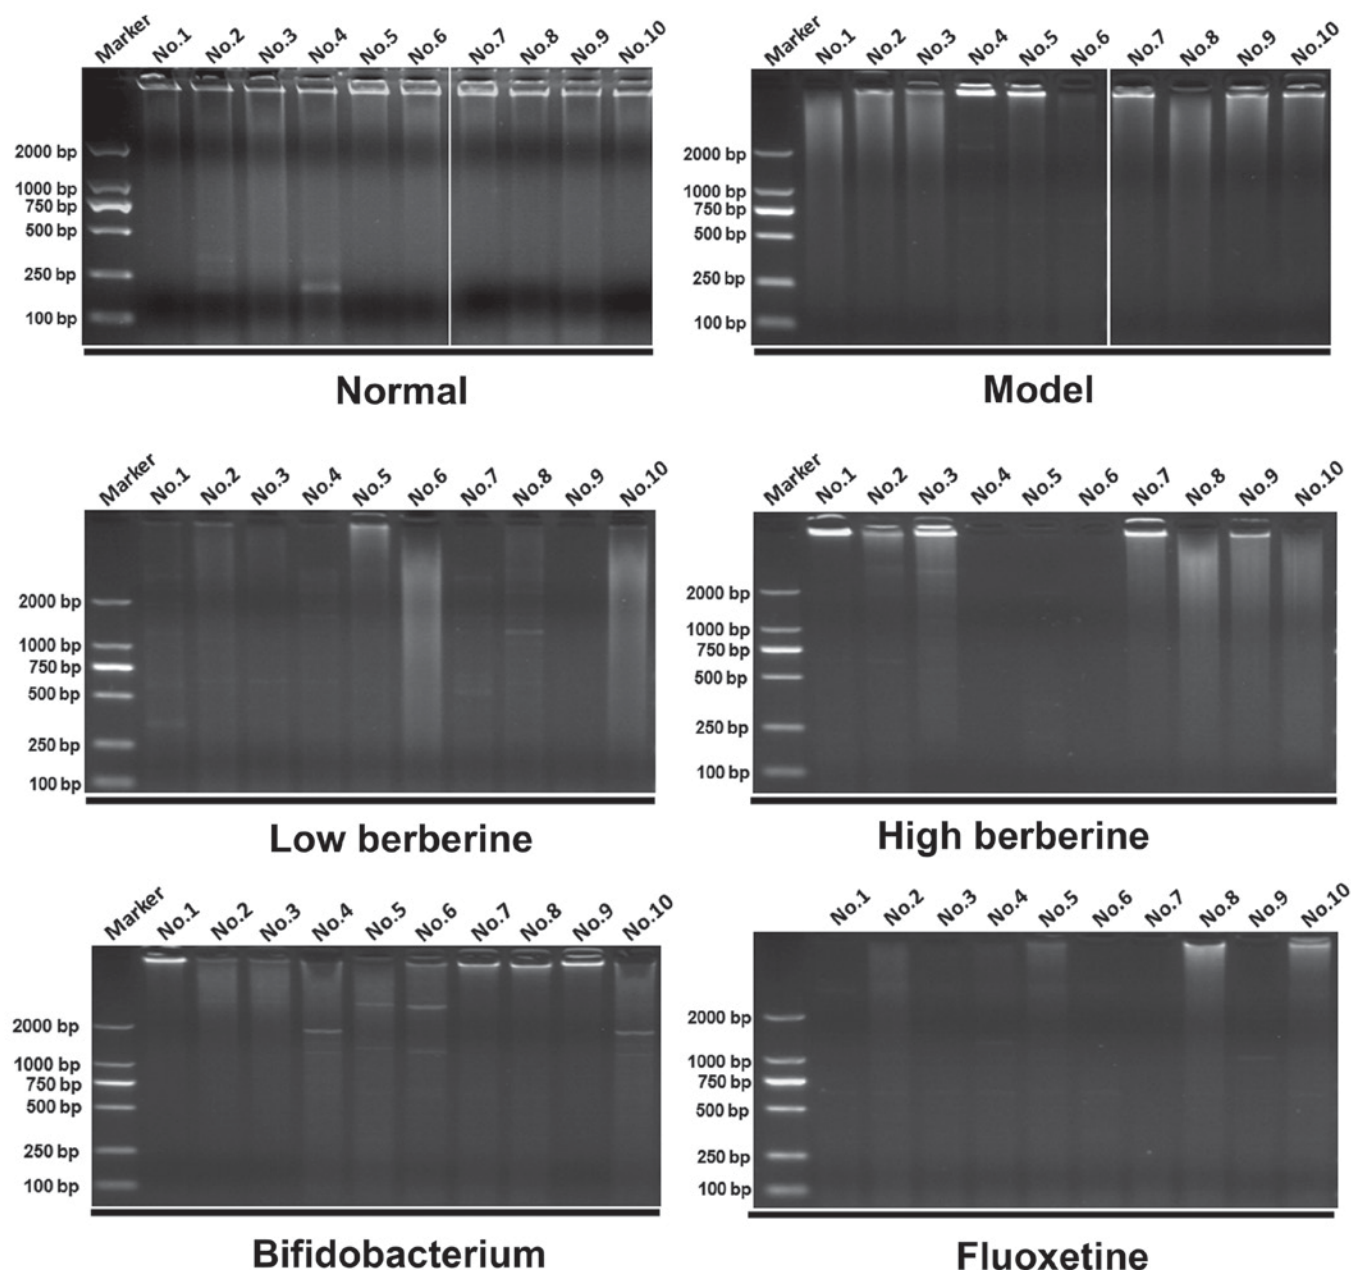 Marker No.1 No.2 No.3 No.4 No.5 No.6 No.7 No.8 No.9 No.10
2000 bp
1000 bp
750 bp
500 bp
250 bp
100 bp
Normal
Marker No.1 No.2 No.3 No.4 No.5 No.6 No.7 No.8 No.9 No.10
2000 bp
1000 bp
750 bp
500 bp
250 bp
100 bp
Model
Marker No.1 No.2 No.3 No.4 No.5 No.6 No.7 No.8 No.9 No.10
2000 bp
1000 bp
750 bp
500 bp
250 bp
100 bp
Low berberine
Marker No.1 No.2 No.3 No.4 No.5 No.6 No.7 No.8 No.9 No.10
2000 bp
1000 bp
750 bp
500 bp
250 bp
100 bp
High berberine
Marker No.1 No.2 No.3 No.4 No.5 No.6 No.7 No.8 No.9 No.10
2000 bp
1000 bp
750 bp
500 bp
250 bp
100 bp
Bifidobacterium
No.1 No.2 No.3 No.4 No.5 No.6 No.7 No.8 No.9 No.10
2000 bp
1000 bp
750 bp
500 bp
250 bp
100 bp
Fluoxetine